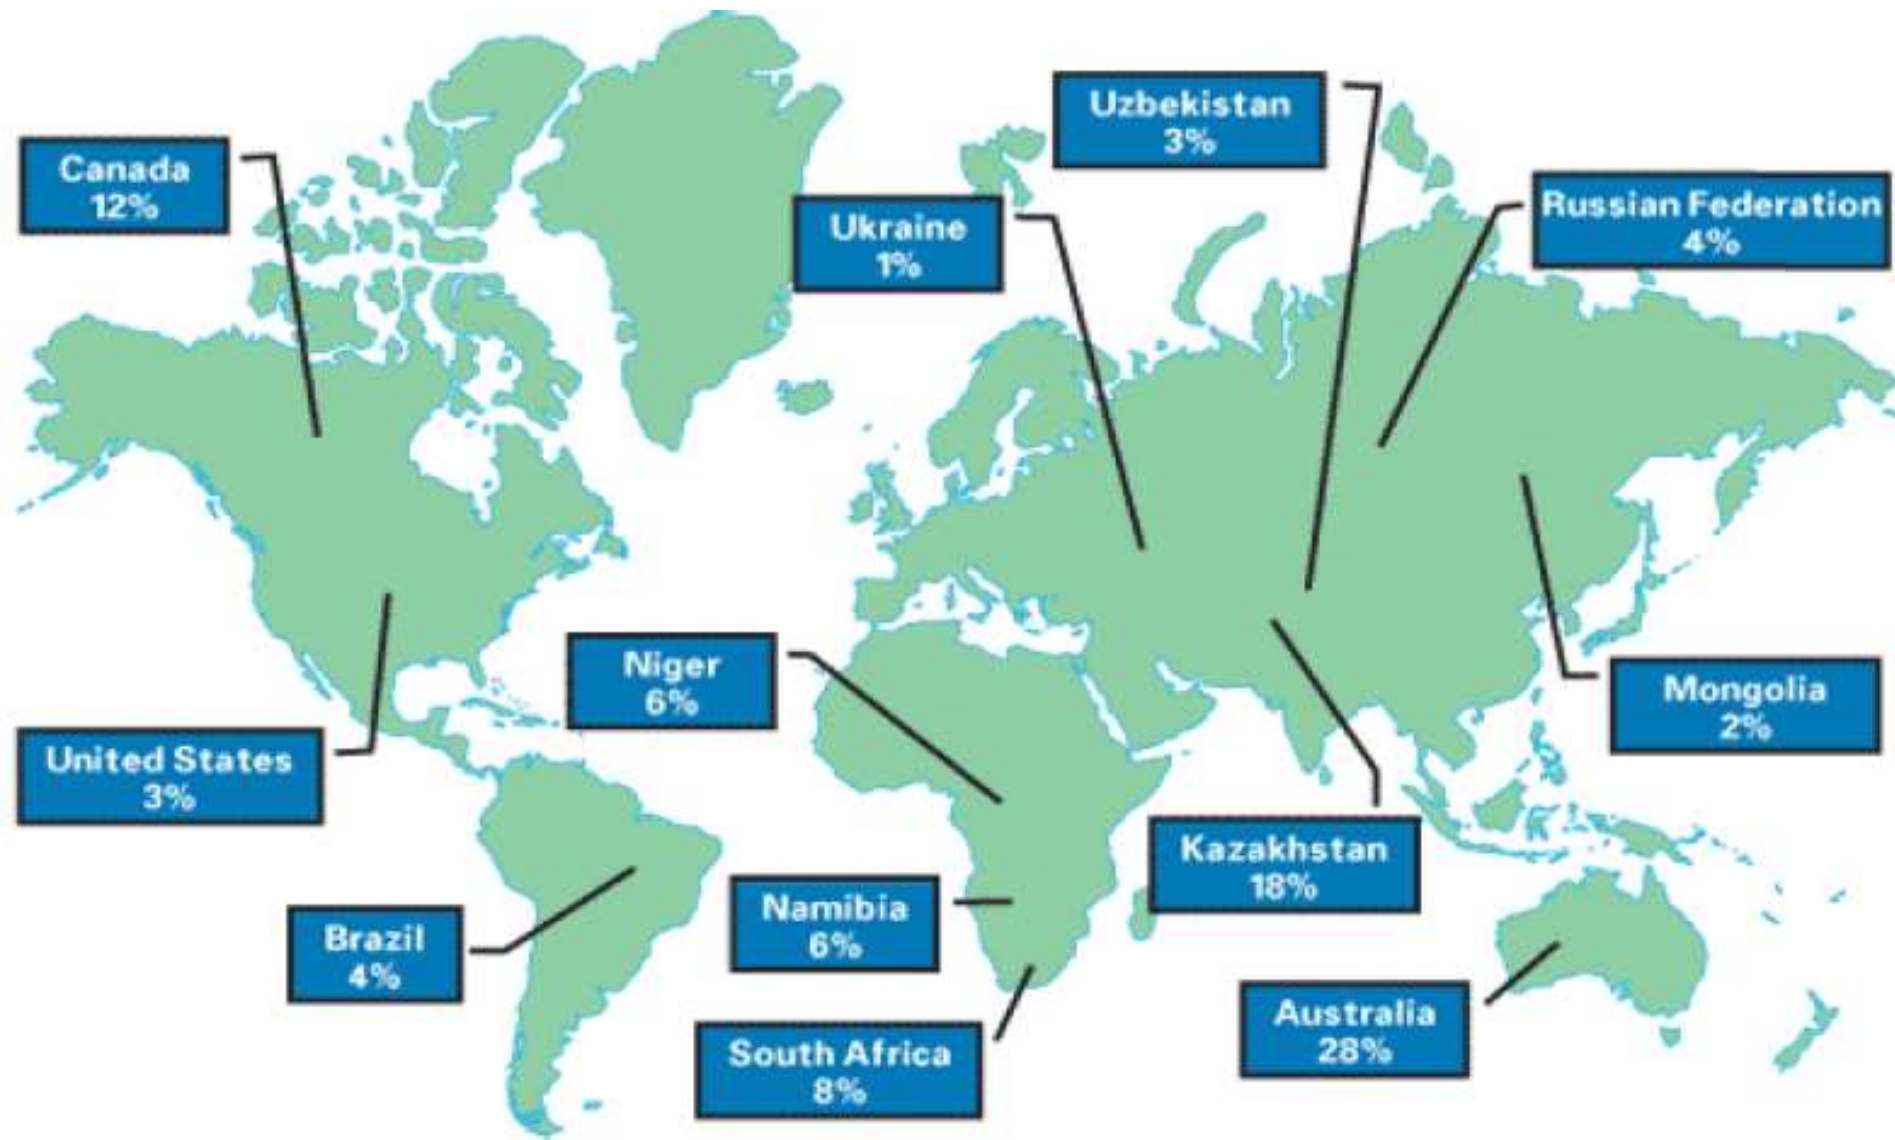 Uzbekistan
3%
Canada
12%
Russian Federation
4%
Ukraine
1%
Niger
6%
Mongolia
2%
United States
3%
Kazakhstan
18%
Namibia
6%
Brazil
4%
Australia
28%
South Africa
8%